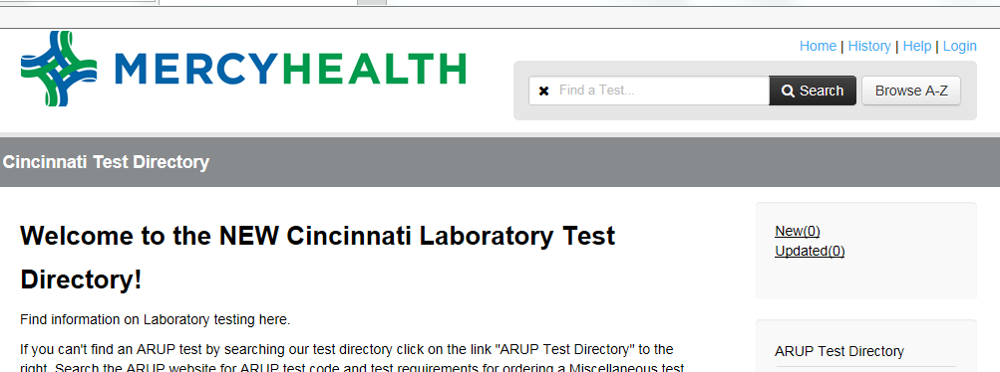 MERCYHEALTH
Home | History | Help | Login
Find a Test...
Search
Browse A-Z
Cincinnati Test Directory
Welcome to the NEW Cincinnati Laboratory Test
Directory!
Find information on Laboratory testing here.
If you can't find an ARUP test by searching our test directory click on the link "ARUP Test Directory" to the
right. Search the ARUP website for ARUP test code and test requirements for ordering a Miscellaneous test
New(0)
Updated(0)
ARUP Test Directory